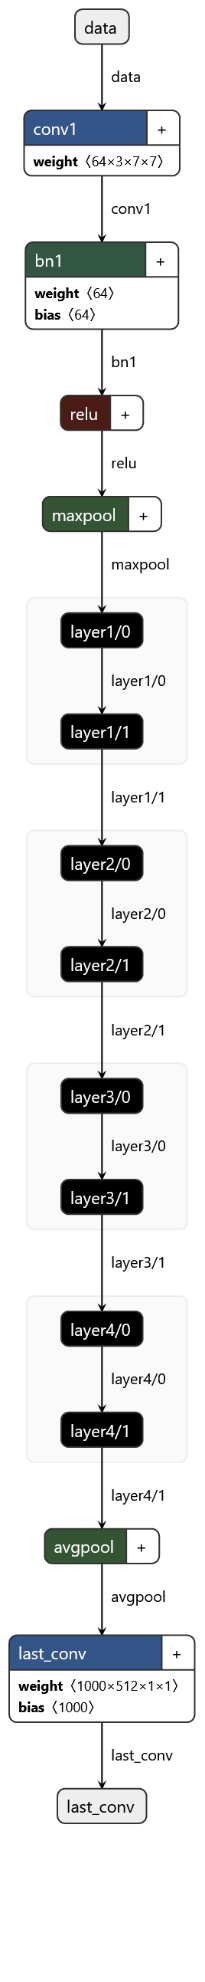 data
data
conv1 +
weight 〈64×3×7×7〉
conv1
bn1 +
weight 〈64〉
bias 〈64〉
bn1
relu +
relu
maxpool +
maxpool
layer1/0
layer1/0
layer1/1
layer1/1
layer2/0
layer2/0
layer2/1
layer2/1
layer3/0
layer3/0
layer3/1
layer3/1
layer4/0
layer4/0
layer4/1
layer4/1
avgpool +
avgpool
last_conv +
weight 〈1000×512×1×1〉
bias 〈1000〉
last_conv
last_conv